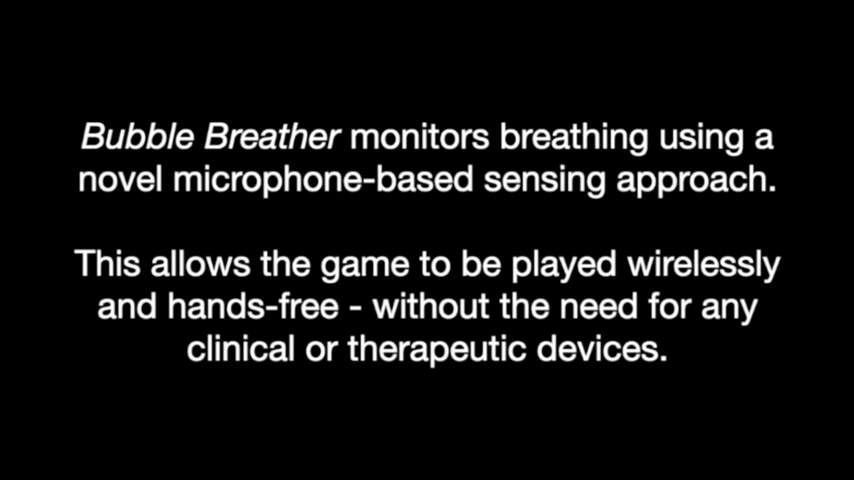 Bubble Breather monitors breathing using a
novel microphone-based sensing approach.
This allows the game to be played wirelessly
and hands-free - without the need for any
clinical or therapeutic devices.